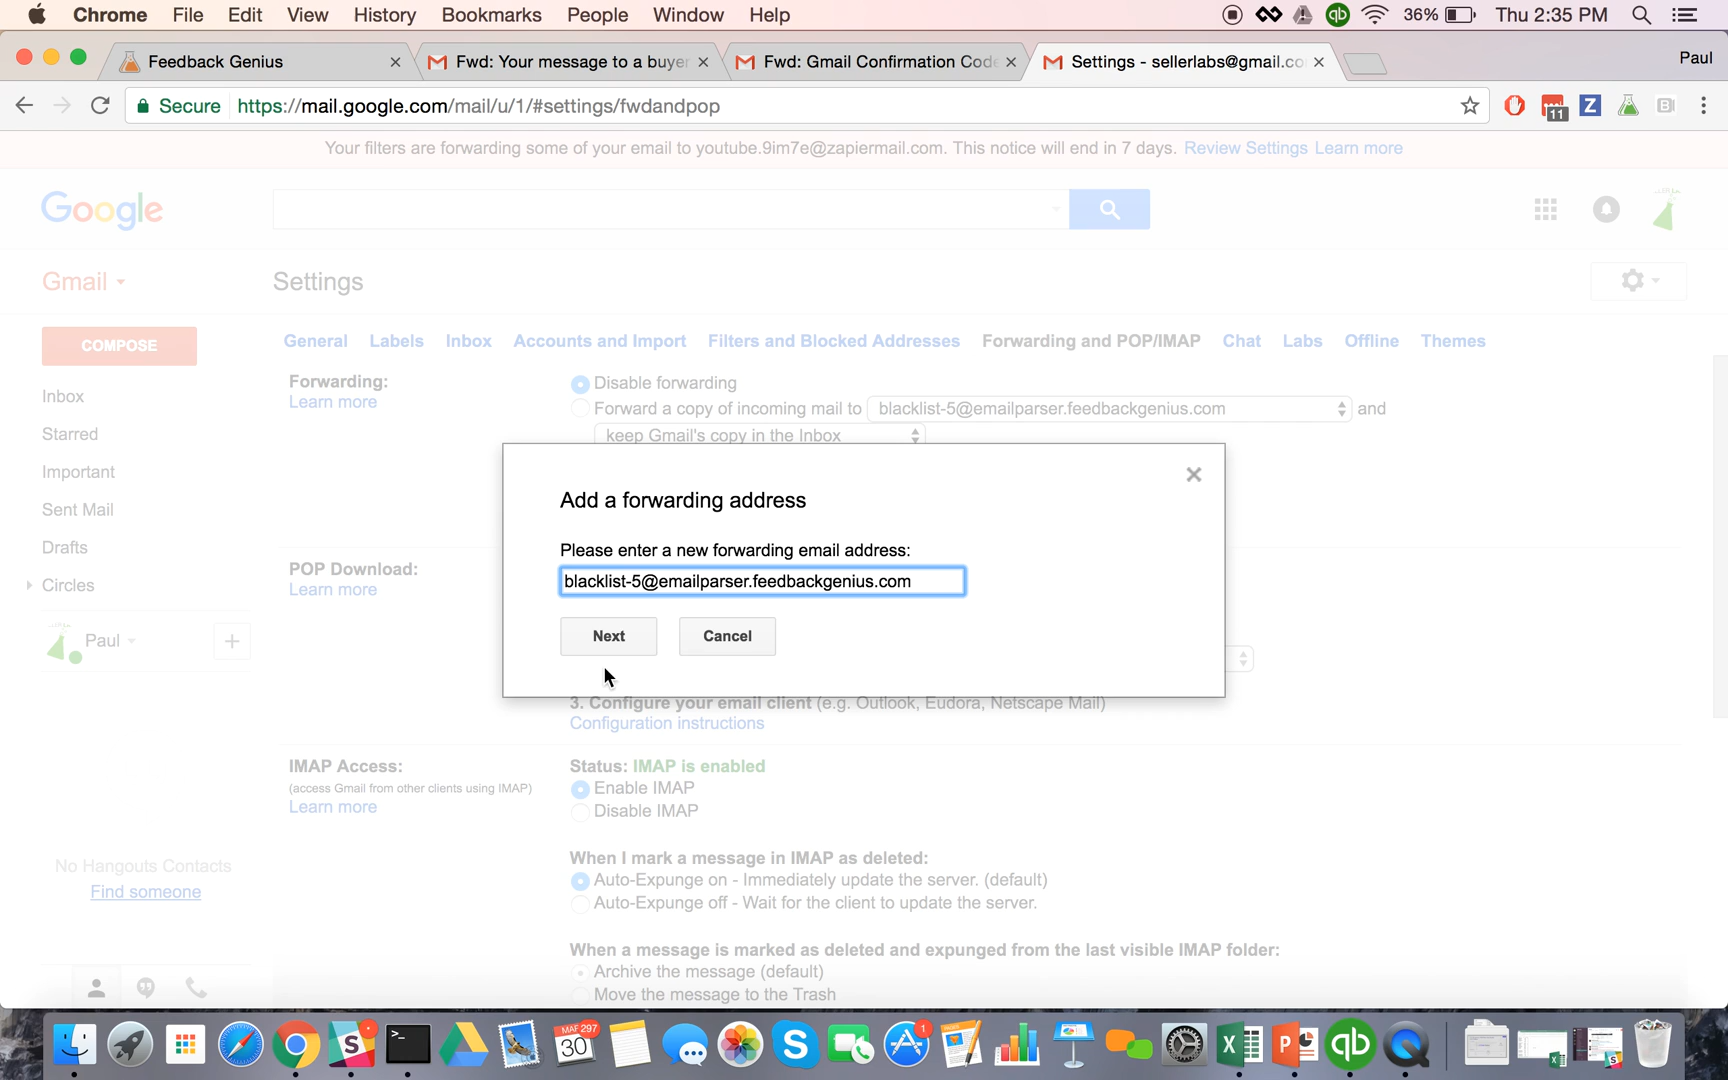 Chrome File Edit View History Bookmarks People Window Help 36% Thu 2:35 PM
Feedback Genius Fwd: Your message to a buyer Fwd: Gmail Confirmation Code Settings - sellerlabs@gmail.co Paul
Secure https://mail.google.com/mail/u/1/#settings/fwdandpop 11 Z B
Your filters are forwarding some of your email to youtube.9im7e@zapiermail.com. This notice will end in 7 days. Review Settings Learn more
Google
Gmail Settings
COMPOSE
General Labels Inbox Accounts and Import Filters and Blocked Addresses Forwarding and POP/IMAP Chat Labs Offline Themes
Inbox
Starred
Important
Sent Mail
Drafts
Circles
Paul
No Hangouts Contacts
Find someone
Forwarding:
Learn more
Disable forwarding
Forward a copy of incoming mail to blacklist-5@emailparser.feedbackgenius.com and
keep Gmail's copy in the Inbox
Add a forwarding address
Please enter a new forwarding email address:
blacklist-5@emailparser.feedbackgenius.com
Next Cancel
POP Download:
Learn more
3. Configure your email client (e.g. Outlook, Eudora, Netscape Mail)
Configuration instructions
IMAP Access:
(access Gmail from other clients using IMAP)
Learn more
Status: IMAP is enabled
Enable IMAP
Disable IMAP
When I mark a message in IMAP as deleted:
Auto-Expunge on - Immediately update the server. (default)
Auto-Expunge off - Wait for the client to update the server.
When a message is marked as deleted and expunged from the last visible IMAP folder:
Archive the message (default)
Move the message to the Trash
297
30
1